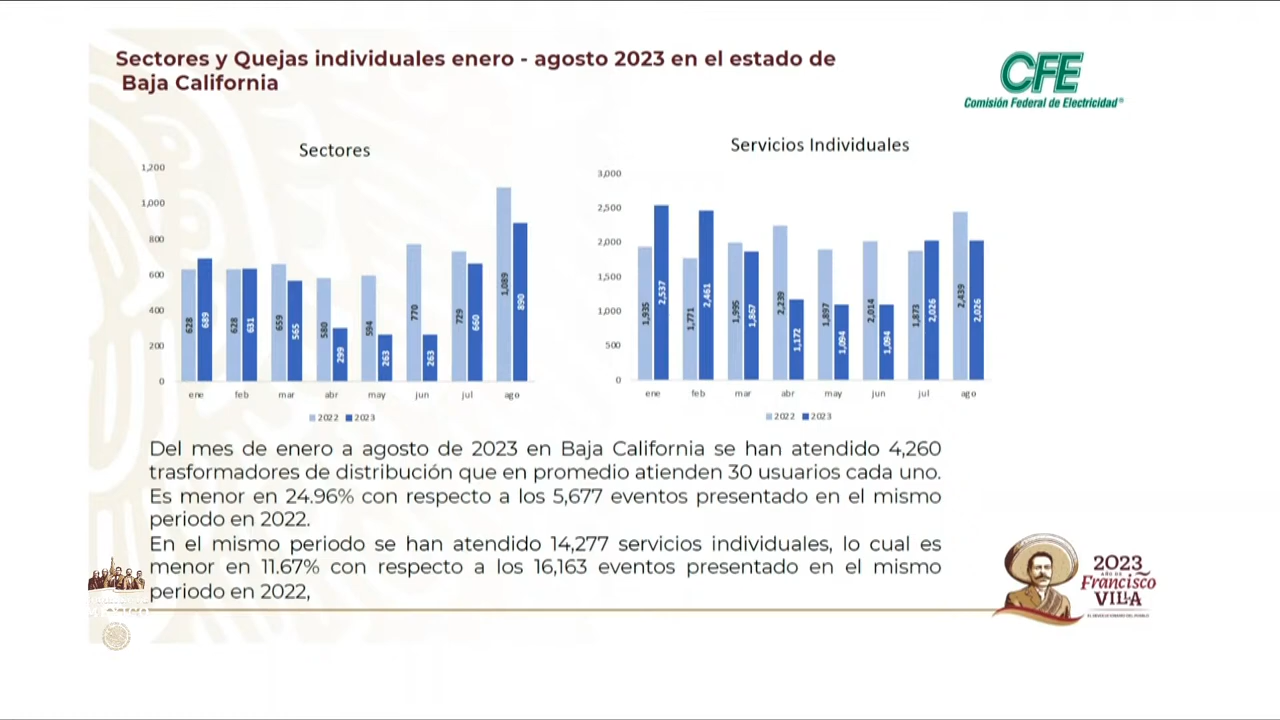 Sectores y Quejas individuales enero - agosto 2023 en el estado de
Baja California
CFE
Comisión Federal de Electricidad®
Sectores
1,200
1,000
800
600
400
200
0
628
689
628
631
659
565
580
299
594
263
770
263
729
660
1,089
890
ene feb mar abr may jun jul ago
2022 2023
Servicios Individuales
3,000
2,500
2,000
1,500
1,000
500
0
1,935
2,537
1,771
2,461
1,995
1,867
2,239
1,172
1,897
1,094
2,014
1,094
1,873
2,026
2,439
2,026
ene feb mar abr may jun jul ago
2022 2023
Del mes de enero a agosto de 2023 en Baja California se han atendido 4,260
trasformadores de distribución que en promedio atienden 30 usuarios cada uno.
Es menor en 24.96% con respecto a los 5,677 eventos presentado en el mismo
periodo en 2022.
En el mismo periodo se han atendido 14,277 servicios individuales, lo cual es
menor en 11.67% con respecto a los 16,163 eventos presentado en el mismo
periodo en 2022,
2023
AÑO DE
Francisco
VILLA